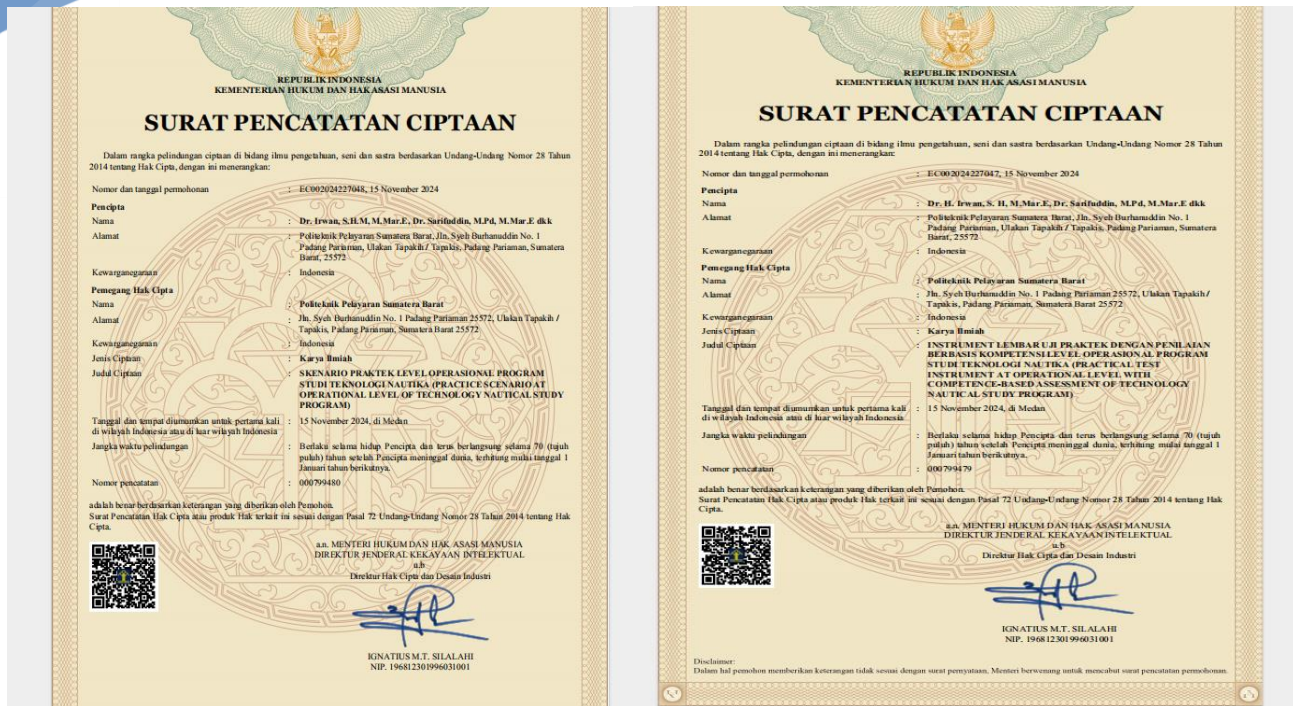 REPUBLIK INDONESIA
KEMENTERIAN HUKUM DAN HAK ASASI MANUSIA
SURAT PENCATATAN CIPTAAN
Dalam rangka pelindungan ciptaan di bidang ilmu pengetahuan, seni dan sastra berdasarkan Undang-Undang Nomor 28 Tahun
2014 tentang Hak Cipta, dengan ini menerangkan:
Nomor dan tanggal permohonan : EC002024227048, 15 November 2024
Pencipta
Nama : Dr. Irwan, S.H.M, M.Mar.E, Dr. Sarifuddin, M.Pd, M.Mar.E dkk
Alamat : Politeknik Pelayaran Sumatera Barat, Jln. Syeh Burhanuddin No. 1
Padang Pariaman, Ulakan Tapakih / Tapakis, Padang Pariaman, Sumatera
Barat, 25572
Kewarganegaraan : Indonesia
Pemegang Hak Cipta
Nama : Politeknik Pelayaran Sumatera Barat
Alamat : Jln. Syeh Burhanuddin No. 1 Padang Pariaman 25572, Ulakan Tapakih /
Tapakis, Padang Pariaman, Sumatera Barat 25572
Kewarganegaraan : Indonesia
Jenis Ciptaan : Karya Ilmiah
Judul Ciptaan : SKENARIO PRAKTEK LEVEL OPERASIONAL PROGRAM
STUDI TEKNOLOGI NAUTIKA (PRACTICE SCENARIO AT
OPERATIONAL LEVEL OF TECHNOLOGY NAUTICAL STUDY
PROGRAM)
Tanggal dan tempat diumumkan untuk pertama kali : 15 November 2024, di Medan
di wilayah Indonesia atau di luar wilayah Indonesia
Jangka waktu pelindungan : Berlaku selama hidup Pencipta dan terus berlangsung selama 70 (tujuh
puluh) tahun setelah Pencipta meninggal dunia, terhitung mulai tanggal 1
Januari tahun berikutnya.
Nomor pencatatan : 000799480
adalah benar berdasarkan keterangan yang diberikan oleh Pemohon.
Surat Pencatatan Hak Cipta atau produk Hak terkait ini sesuai dengan Pasal 72 Undang-Undang Nomor 28 Tahun 2014 tentang Hak
Cipta.
a.n. MENTERI HUKUM DAN HAK ASASI MANUSIA
DIREKTUR JENDERAL KEKAYAAN INTELEKTUAL
u.b
Direktur Hak Cipta dan Desain Industri
IGNATIUS M.T. SILALAHI
NIP. 196812301996031001
REPUBLIK INDONESIA
KEMENTERIAN HUKUM DAN HAK ASASI MANUSIA
SURAT PENCATATAN CIPTAAN
Dalam rangka pelindungan ciptaan di bidang ilmu pengetahuan, seni dan sastra berdasarkan Undang-Undang Nomor 28 Tahun
2014 tentang Hak Cipta, dengan ini menerangkan:
Nomor dan tanggal permohonan : EC002024227047, 15 November 2024
Pencipta
Nama : Dr. H. Irwan, S. H, M.Mar.E, Dr. Sarifuddin, M.Pd, M.Mar.E dkk
Alamat : Politeknik Pelayaran Sumatera Barat, Jln. Syeh Burhanuddin No. 1
Padang Pariaman, Ulakan Tapakih / Tapakis, Padang Pariaman, Sumatera
Barat, 25572
Kewarganegaraan : Indonesia
Pemegang Hak Cipta
Nama : Politeknik Pelayaran Sumatera Barat
Alamat : Jln. Syeh Burhanuddin No. 1 Padang Pariaman 25572, Ulakan Tapakih /
Tapakis, Padang Pariaman, Sumatera Barat 25572
Kewarganegaraan : Indonesia
Jenis Ciptaan : Karya Ilmiah
Judul Ciptaan : INSTRUMENT LEMBAR UJI PRAKTEK DENGAN PENILAIAN
BERBASIS KOMPETENSI LEVEL OPERASIONAL PROGRAM
STUDI TEKNOLOGI NAUTIKA (PRACTICAL TEST
INSTRUMENT AT OPERATIONAL LEVEL WITH
COMPETENCE-BASED ASSESSMENT OF TECHNOLOGY
NAUTICAL STUDY PROGRAM)
Tanggal dan tempat diumumkan untuk pertama kali : 15 November 2024, di Medan
di wilayah Indonesia atau di luar wilayah Indonesia
Jangka waktu pelindungan : Berlaku selama hidup Pencipta dan terus berlangsung selama 70 (tujuh
puluh) tahun setelah Pencipta meninggal dunia, terhitung mulai tanggal 1
Januari tahun berikutnya.
Nomor pencatatan : 000799479
adalah benar berdasarkan keterangan yang diberikan oleh Pemohon.
Surat Pencatatan Hak Cipta atau produk Hak terkait ini sesuai dengan Pasal 72 Undang-Undang Nomor 28 Tahun 2014 tentang Hak
Cipta.
a.n. MENTERI HUKUM DAN HAK ASASI MANUSIA
DIREKTUR JENDERAL KEKAYAAN INTELEKTUAL
u.b
Direktur Hak Cipta dan Desain Industri
IGNATIUS M.T. SILALAHI
NIP. 196812301996031001
Disclaimer:
Dalam hal pemohon memberikan keterangan tidak sesuai dengan surat pernyataan, Menteri berwenang untuk mencabut surat pencatatan permohonan.